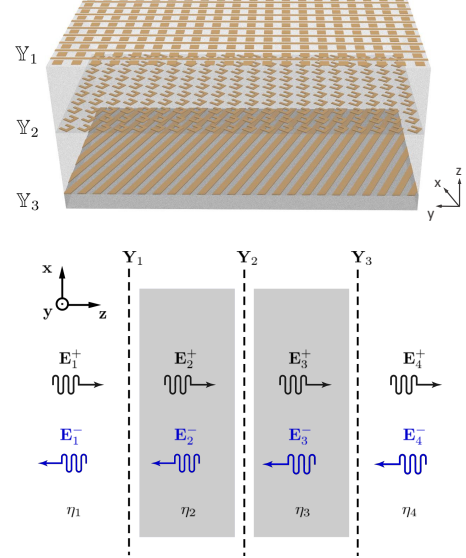 𝕐₁
𝕐₂
𝕐₃
z
x
y
Y₁ Y₂ Y₃
x
y z
E₁⁺ E₂⁺ E₃⁺ E₄⁺
E₁⁻ E₂⁻ E₃⁻ E₄⁻
η₁ η₂ η₃ η₄